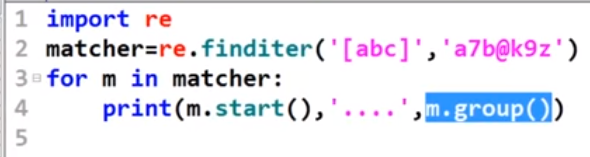 1 import re
2 matcher=re.finditer('[abc]','a7b@k9z')
3 for m in matcher:
4 print(m.start(),'....',m.group())
5